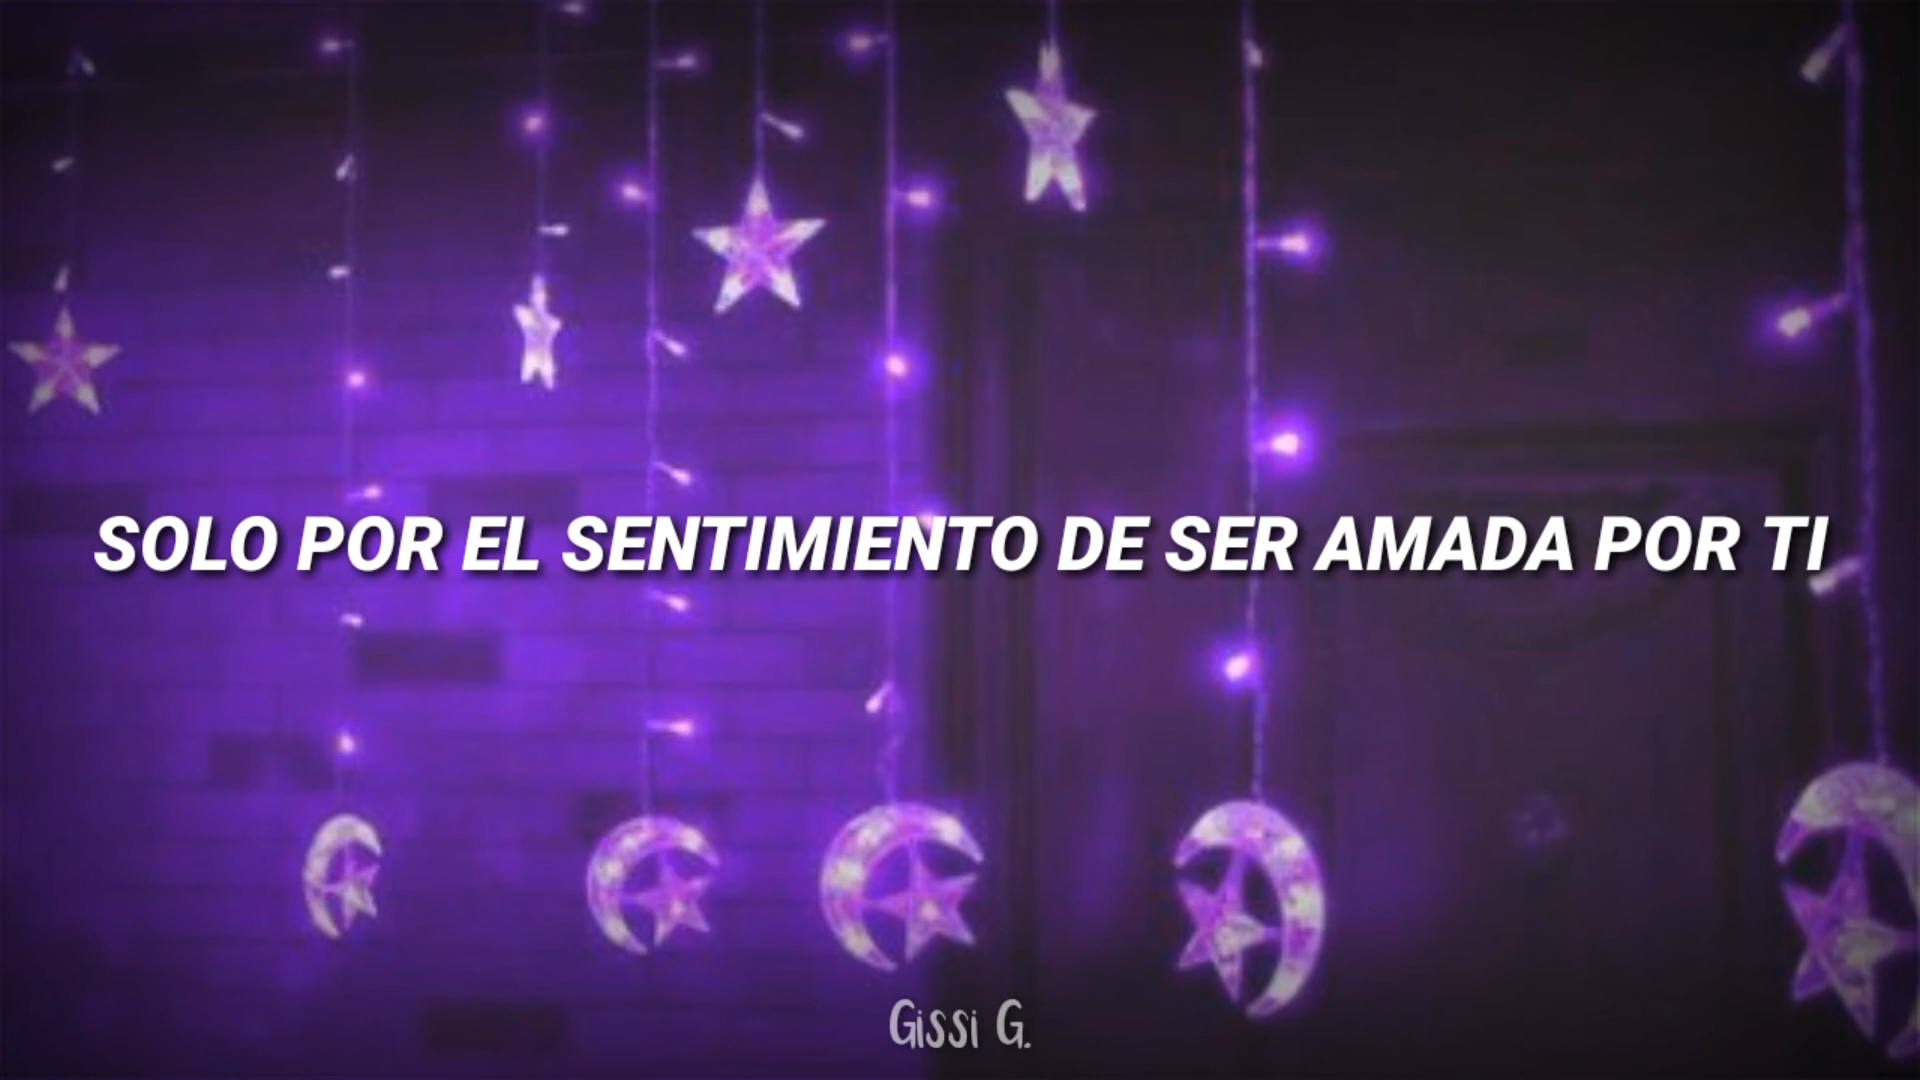 SOLO POR EL SENTIMIENTO DE SER AMADA POR TI
Gissi G.